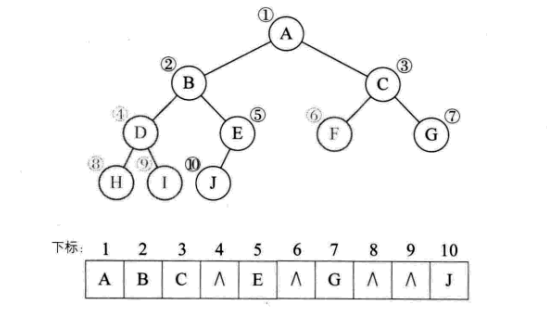 ① A
② B ③ C
④ D ⑤ E ⑥ F ⑦ G
⑧ H ⑨ I ⑩ J
下标: 1 2 3 4 5 6 7 8 9 10
A B C ∧ E ∧ G ∧ ∧ J